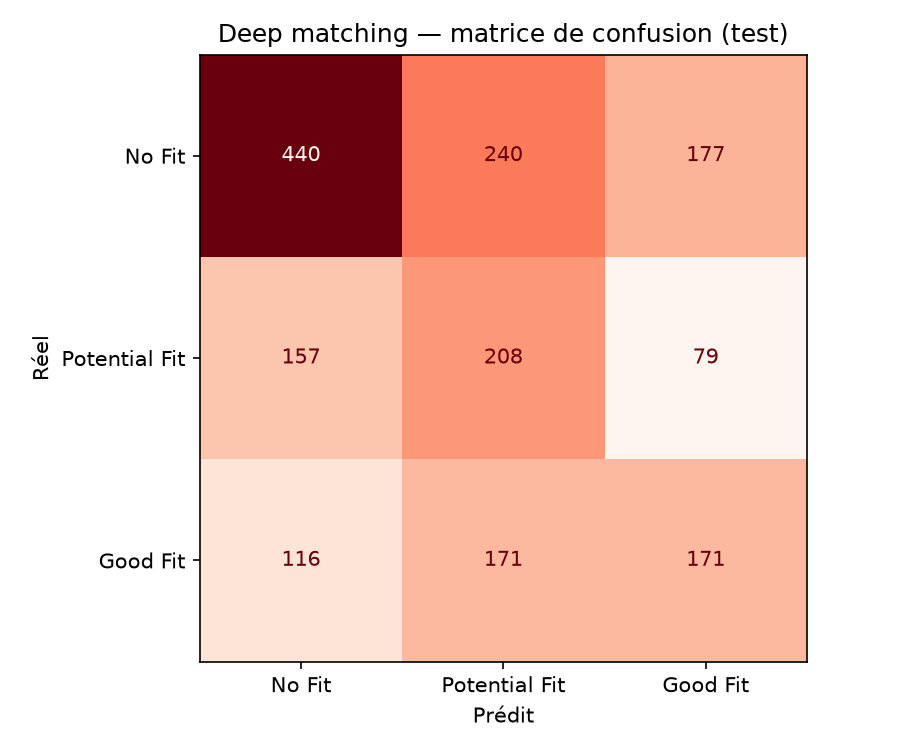 Deep matching — matrice de confusion (test)
No Fit
440
240
177
Réel
Potential Fit
157
208
79
Good Fit
116
171
171
No Fit
Potential Fit
Good Fit
Prédit